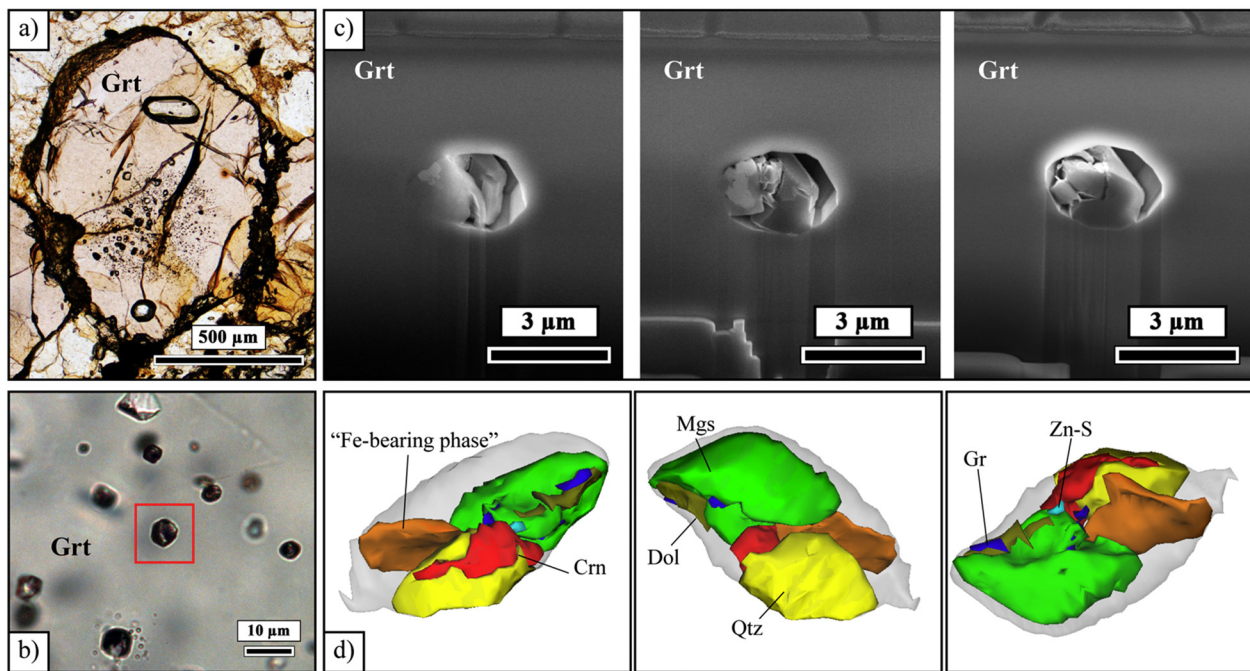 a)
Grt
500 µm
c)
Grt
3 µm
Grt
3 µm
Grt
3 µm
Grt
b)
10 µm
"Fe-bearing phase"
Crn
d)
Mgs
Dol
Qtz
Zn-S
Gr